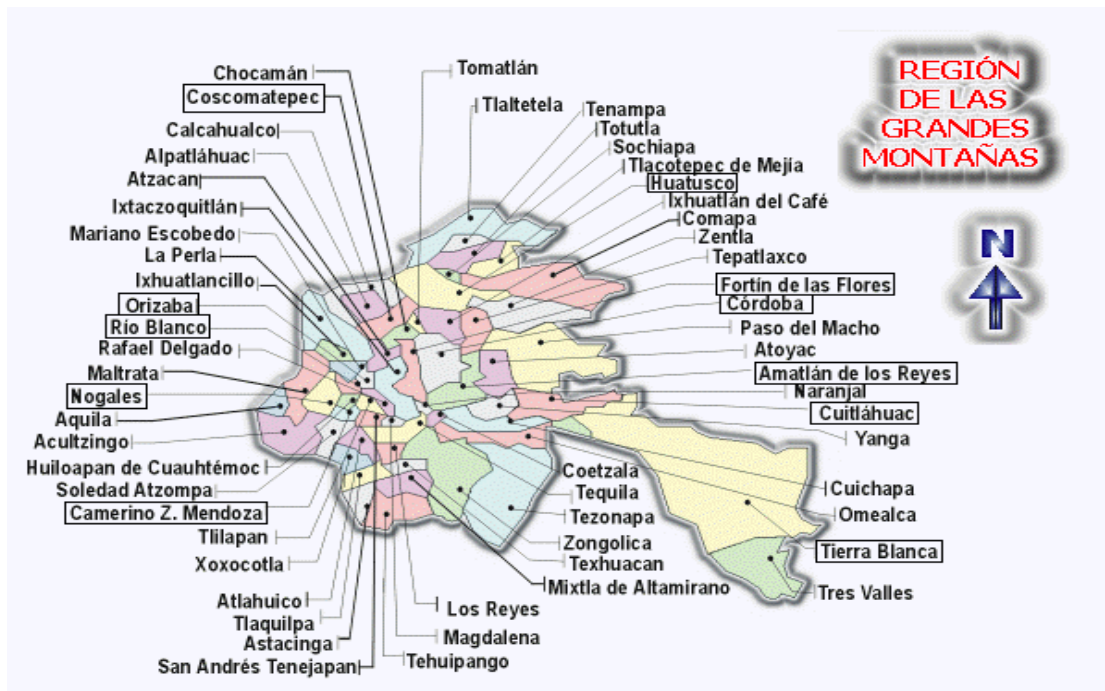 REGIÓN
DE LAS
GRANDES
MONTAÑAS
N
Chocamán
Coscomatepec
Calcahualco
Alpatláhuac
Atzacan
Ixtaczoquitlán
Mariano Escobedo
La Perla
Ixhuatlancillo
Orizaba
Río Blanco
Rafael Delgado
Maltrata
Nogales
Aquila
Acultzingo
Huiloapan de Cuauhtémoc
Soledad Atzompa
Camerino Z. Mendoza
Tlilapan
Xoxocotla
Atlahuico
Tlaquilpa
Astacinga
San Andrés Tenejapan
Tomatlán
Tlaltetela
Tenampa
Totutla
Sochiapa
Tlacotepec de Mejía
Huatusco
Ixhuatlán del Café
Comapa
Zentla
Tepatlaxco
Fortín de las Flores
Córdoba
Paso del Macho
Atoyac
Amatlán de los Reyes
Naranjal
Cuitláhuac
Yanga
Cuichapa
Omealca
Tierra Blanca
Tres Valles
Coetzala
Tequila
Tezonapa
Zongolica
Texhuacan
Mixtla de Altamirano
Los Reyes
Magdalena
Tehuipango